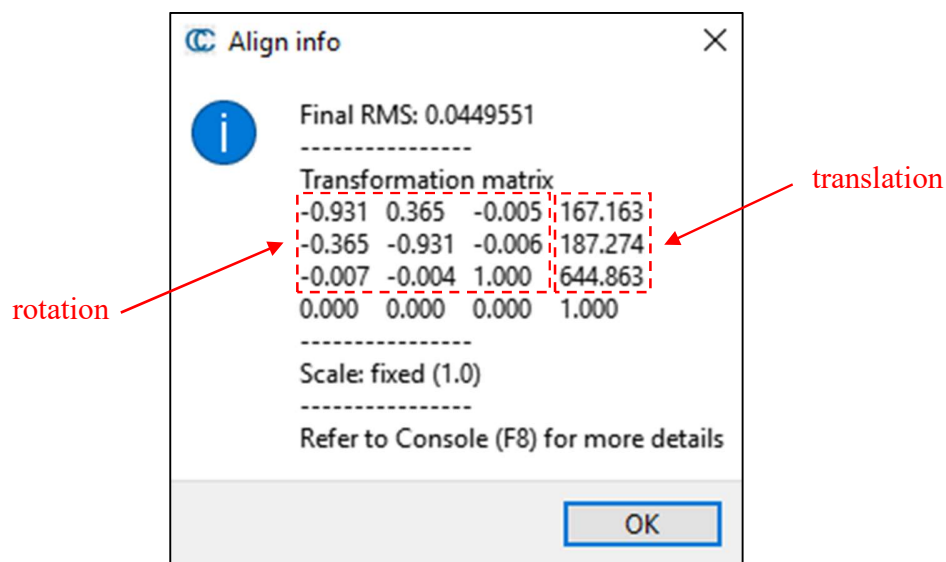 Align info
Final RMS: 0.0449551
----------------
Transformation matrix
-0.931 0.365 -0.005 167.163
-0.365 -0.931 -0.006 187.274
-0.007 -0.004 1.000 644.863
0.000 0.000 0.000 1.000
----------------
Scale: fixed (1.0)
----------------
Refer to Console (F8) for more details
OK
translation
rotation